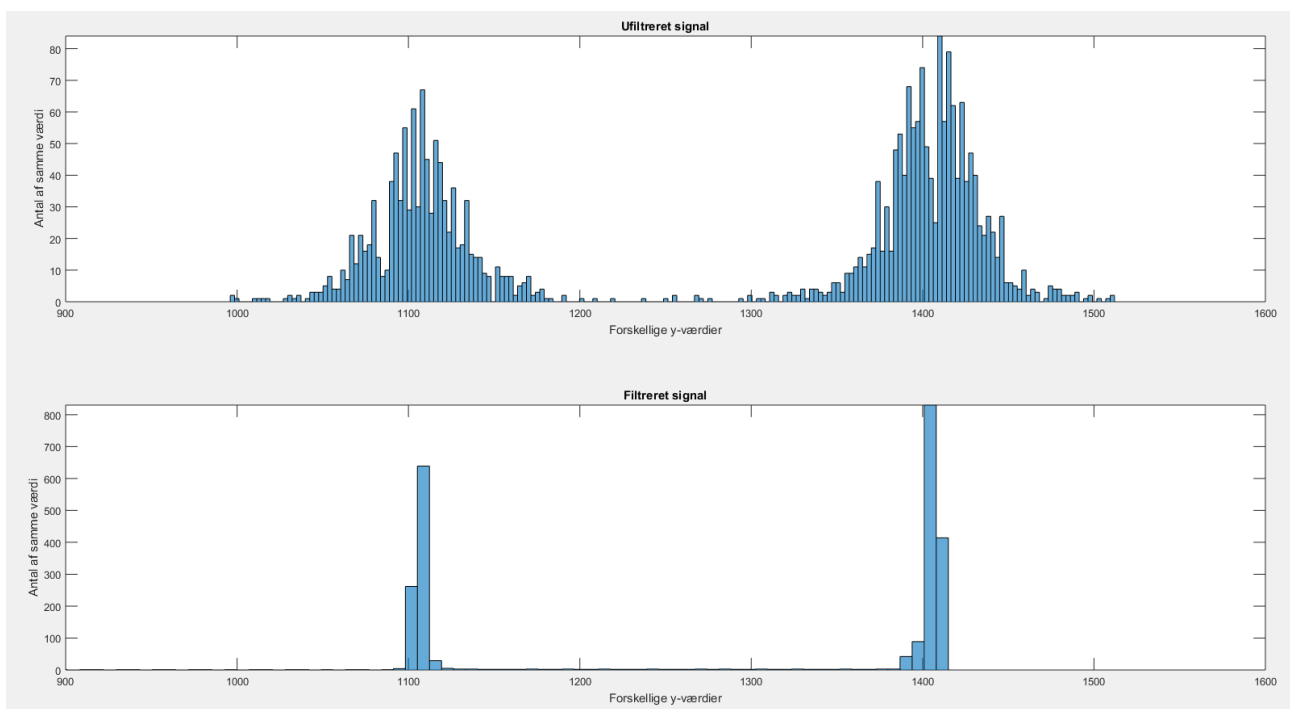 Ufiltreret signal
Antal af samme værdi
80
70
60
50
40
30
20
10
0
900 1000 1100 1200 1300 1400 1500 1600
Forskellige y-værdier
Filtreret signal
Antal af samme værdi
800
700
600
500
400
300
200
100
0
900 1000 1100 1200 1300 1400 1500 1600
Forskellige y-værdier